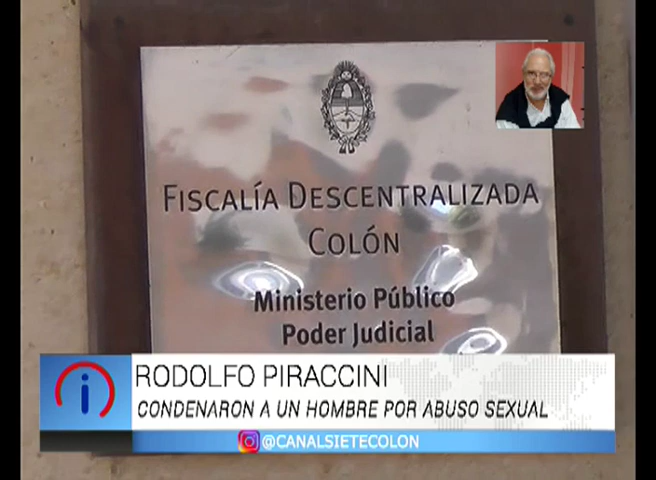 FISCALÍA DESCENTRALIZADA
COLÓN
Ministerio Público
Poder Judicial
i
RODOLFO PIRACCINI
CONDENARON A UN HOMBRE POR ABUSO SEXUAL
@CANALSIETECOLON